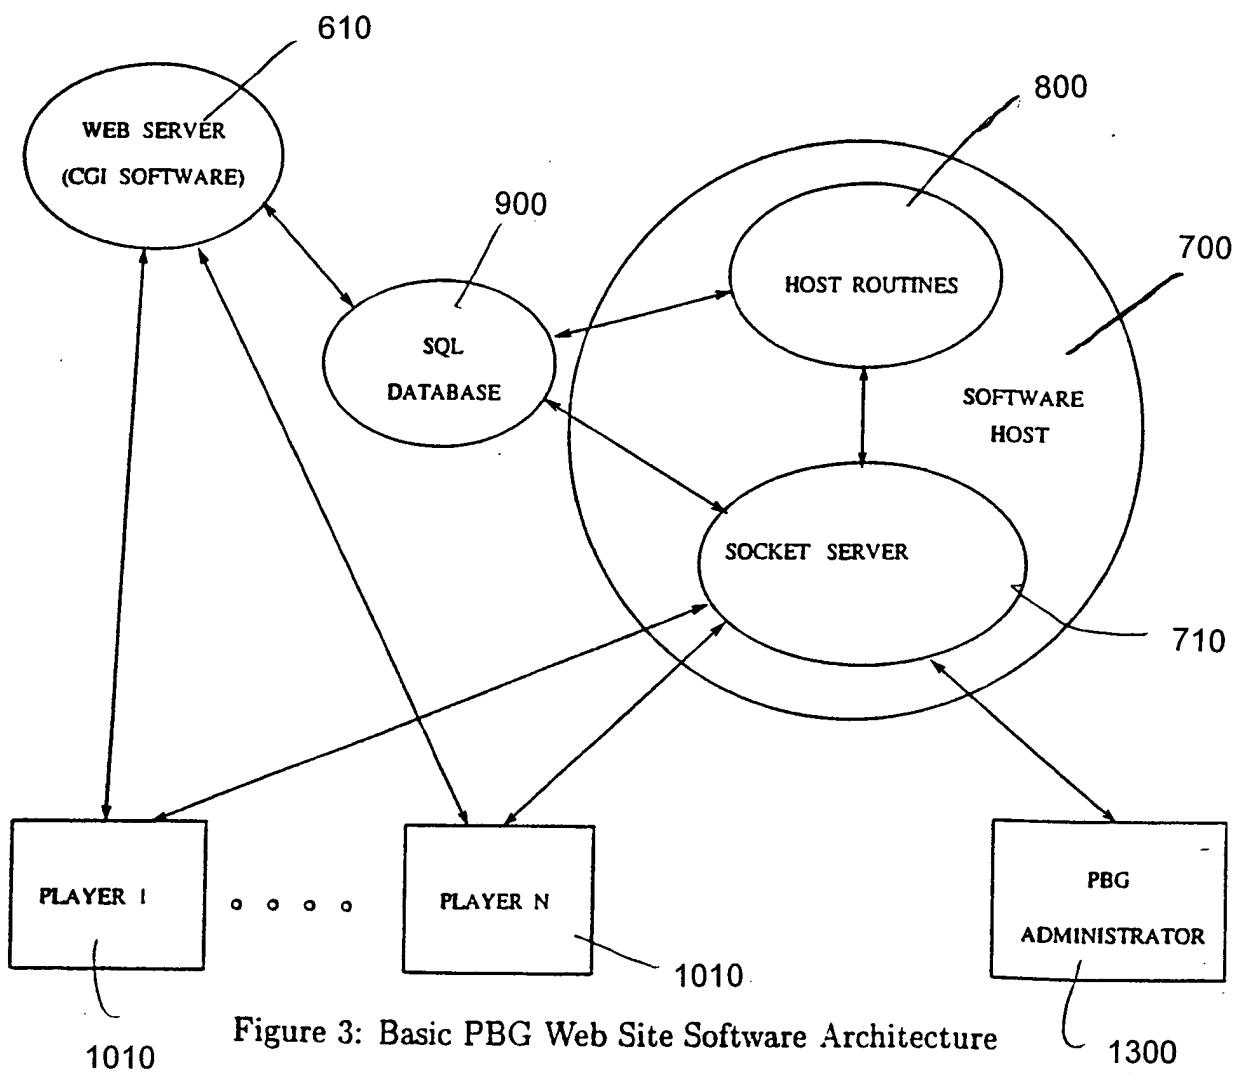 610
WEB SERVER
(CGI SOFTWARE)
800
900
700
HOST ROUTINES
SQL
DATABASE
SOFTWARE
HOST
SOCKET SERVER
710
PLAYER 1
PLAYER N
PBG
ADMINISTRATOR
1010
1010
1300
Figure 3: Basic PBG Web Site Software Architecture